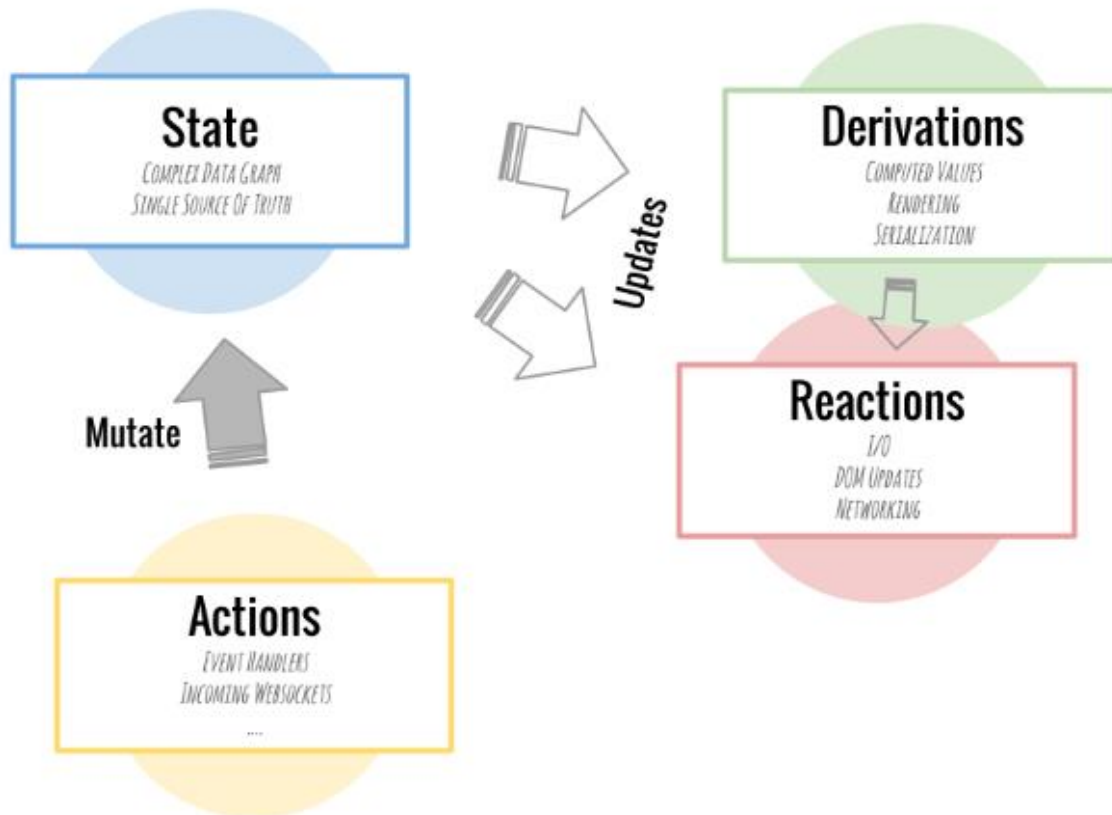 State
COMPLEX DATA GRAPH
SINGLE SOURCE OF TRUTH
Derivations
COMPUTED VALUES
RENDERING
SERIALIZATION
Updates
Mutate
Reactions
I/O
DOM UPDATES
NETWORKING
Actions
EVENT HANDLERS
INCOMING WEBSOCKETS
....